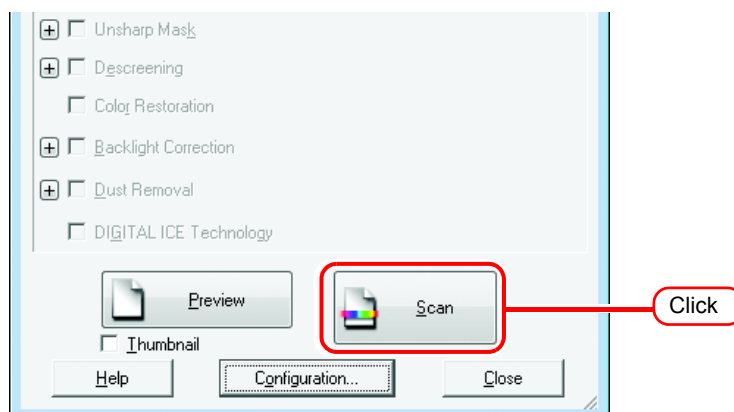 Unsharp Mask
Descreening
Color Restoration
Backlight Correction
Dust Removal
DIGITAL ICE Technology
Preview
Scan
Click
Thumbnail
Help
Configuration...
Close